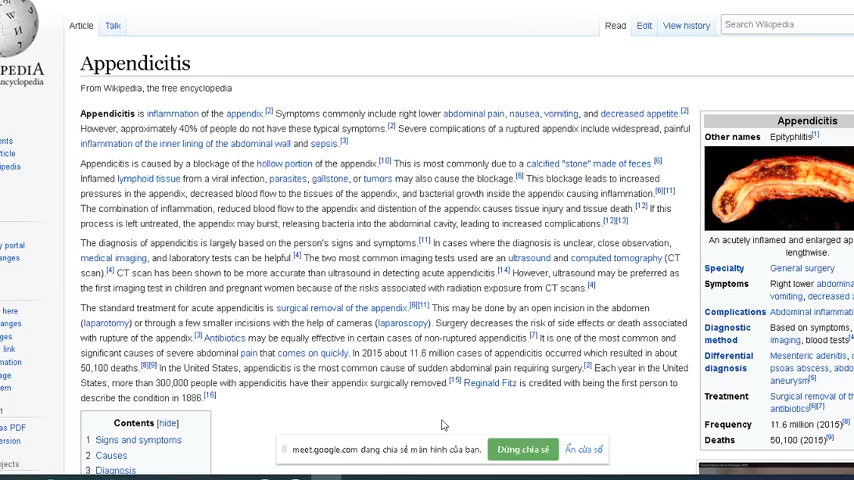 Article Talk Read Edit View history Search Wikipedia
Appendicitis
From Wikipedia, the free encyclopedia
Appendicitis is inflammation of the appendix.[2] Symptoms commonly include right lower abdominal pain, nausea, vomiting, and decreased appetite.[2]
However, approximately 40% of people do not have these typical symptoms.[2] Severe complications of a ruptured appendix include widespread, painful
inflammation of the inner lining of the abdominal wall and sepsis.[3]
Appendicitis is caused by a blockage of the hollow portion of the appendix.[10] This is most commonly due to a calcified "stone" made of feces.[6]
Inflamed lymphoid tissue from a viral infection, parasites, gallstone, or tumors may also cause the blockage.[6] This blockage leads to increased
pressures in the appendix, decreased blood flow to the tissues of the appendix, and bacterial growth inside the appendix causing inflammation.[6][11]
The combination of inflammation, reduced blood flow to the appendix and distention of the appendix causes tissue injury and tissue death.[12] If this
process is left untreated, the appendix may burst, releasing bacteria into the abdominal cavity, leading to increased complications.[12][13]
The diagnosis of appendicitis is largely based on the person's signs and symptoms.[11] In cases where the diagnosis is unclear, close observation,
medical imaging, and laboratory tests can be helpful.[4] The two most common imaging tests used are an ultrasound and computed tomography (CT
scan).[4] CT scan has been shown to be more accurate than ultrasound in detecting acute appendicitis.[14] However, ultrasound may be preferred as
the first imaging test in children and pregnant women because of the risks associated with radiation exposure from CT scans.[4]
The standard treatment for acute appendicitis is surgical removal of the appendix.[6][11] This may be done by an open incision in the abdomen
(laparotomy) or through a few smaller incisions with the help of cameras (laparoscopy). Surgery decreases the risk of side effects or death associated
with rupture of the appendix.[3] Antibiotics may be equally effective in certain cases of non-ruptured appendicitis.[7] It is one of the most common and
significant causes of severe abdominal pain that comes on quickly. In 2015 about 11.6 million cases of appendicitis occurred which resulted in about
50,100 deaths.[8][9] In the United States, appendicitis is the most common cause of sudden abdominal pain requiring surgery.[2] Each year in the United
States, more than 300,000 people with appendicitis have their appendix surgically removed.[15] Reginald Fitz is credited with being the first person to
describe the condition in 1886.[16]
Contents [hide]
1 Signs and symptoms
2 Causes
3 Diagnosis
Appendicitis
Other names Epityphlitis[1]
An acutely inflamed and enlarged ap
lengthwise.
Specialty General surgery
Symptoms Right lower abdomina
vomiting, decreased a
Complications Abdominal inflammati
Diagnostic Based on symptoms,
method imaging, blood tests[4]
Differential Mesenteric adenitis, c
diagnosis psoas abscess, abdo
aneurysm[5]
Treatment Surgical removal of th
antibiotics[6][7]
Frequency 11.6 million (2015)[8]
Deaths 50,100 (2015)[9]
meet.google.com đang chia sẻ màn hình của bạn. Dừng chia sẻ Ẩn cửa sổ
PEDIA
cyclopedia
ents
rticle
ipedia
y portal
anges
here
anges
ges
link
mation
age
em
as PDF
ersion
ojects